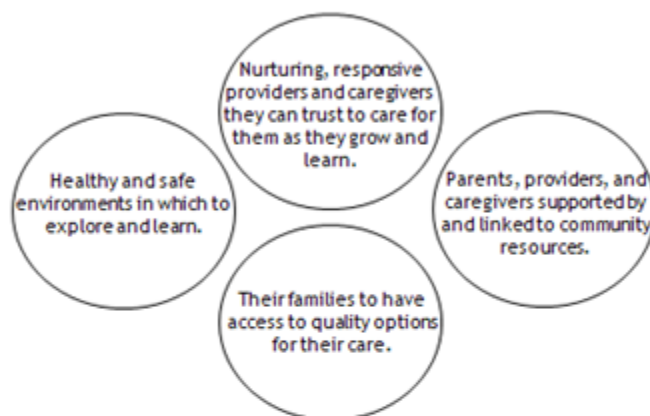 Nurturing, responsive
providers and caregivers
they can trust to care for
them as they grow and
learn.
Healthy and safe
environments in which to
explore and learn.
Parents, providers, and
caregivers supported by
and linked to community
resources.
Their families to have
access to quality options
for their care.